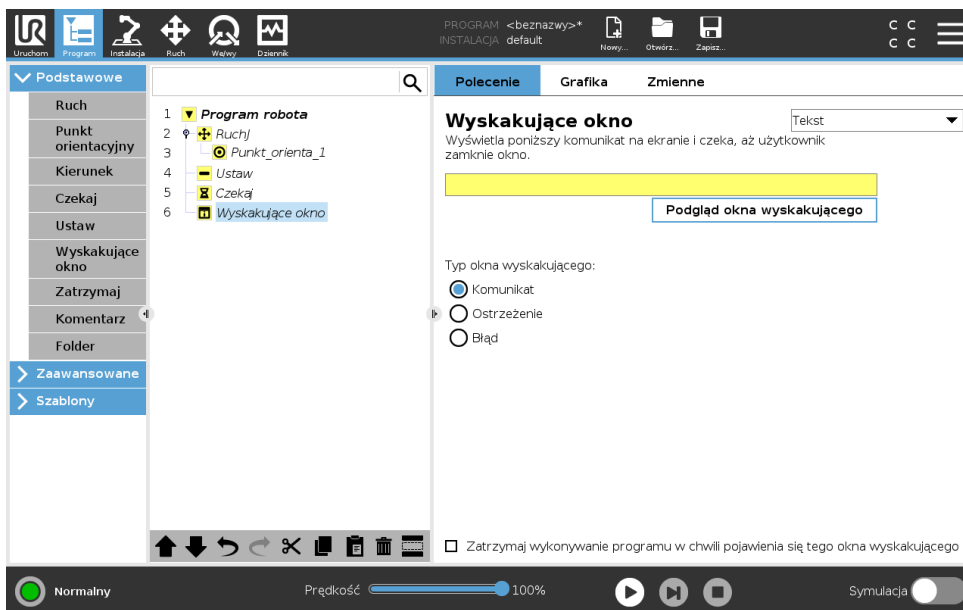 Uruchom Program Instalacja Ruch We/wy Dziennik
PROGRAM <beznazwy>*
INSTALACJA default
Nowy... Otwórz... Zapisz...
C C
C C
Podstawowe
Ruch
Punkt
orientacyjny
Kierunek
Czekaj
Ustaw
Wyskakujące
okno
Zatrzymaj
Komentarz
Folder
Zaawansowane
Szablony
1 Program robota
2 RuchJ
3 Punkt_orienta_1
4 Ustaw
5 Czekaj
6 Wyskakujące okno
Polecenie Grafika Zmienne
Wyskakujące okno
Tekst
Wyświetla poniższy komunikat na ekranie i czeka, aż użytkownik
zamknie okno.
Podgląd okna wyskakującego
Typ okna wyskakującego:
Komunikat
Ostrzeżenie
Błąd
Zatrzymaj wykonywanie programu w chwili pojawienia się tego okna wyskakującego
Normalny
Prędkość 100%
Symulacja